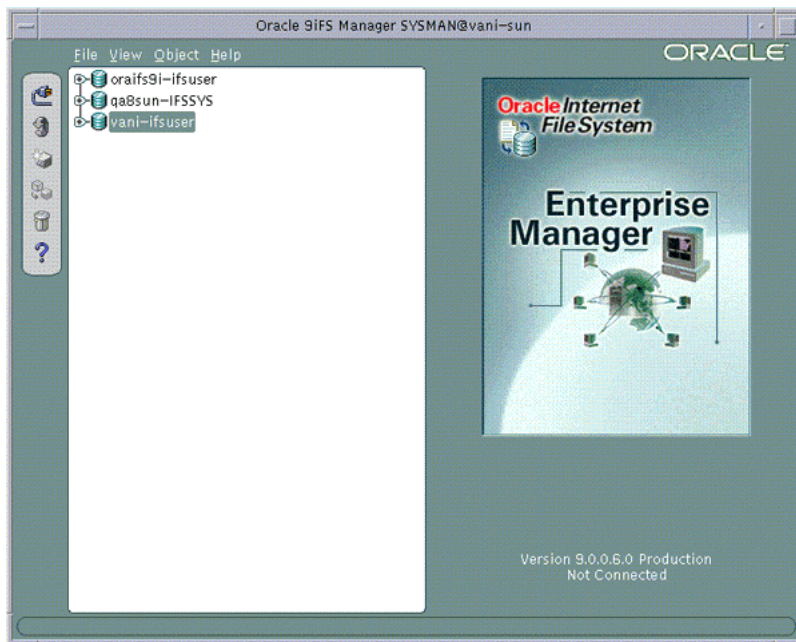 Oracle 9iFS Manager SYSMAN@vani-sun
File View Object Help
ORACLE
oraifs9i-ifsuser
qa8sun-IFSSYS
vani-ifsuser
?
Oracle Internet
File System
Enterprise
Manager
Version 9.0.0.6.0 Production
Not Connected